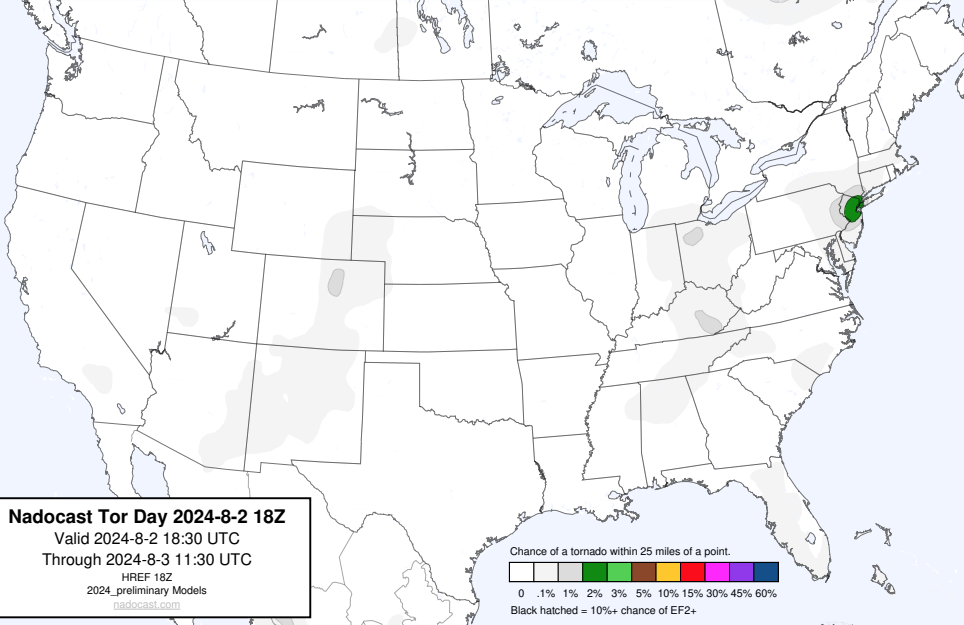 Nadocast Tor Day 2024-8-2 18Z
Valid 2024-8-2 18:30 UTC
Through 2024-8-3 11:30 UTC
HREF 18Z
2024_preliminary Models
nadocast.com
Chance of a tornado within 25 miles of a point.
0 .1% 1% 2% 3% 5% 10% 15% 30% 45% 60%
Black hatched = 10%+ chance of EF2+